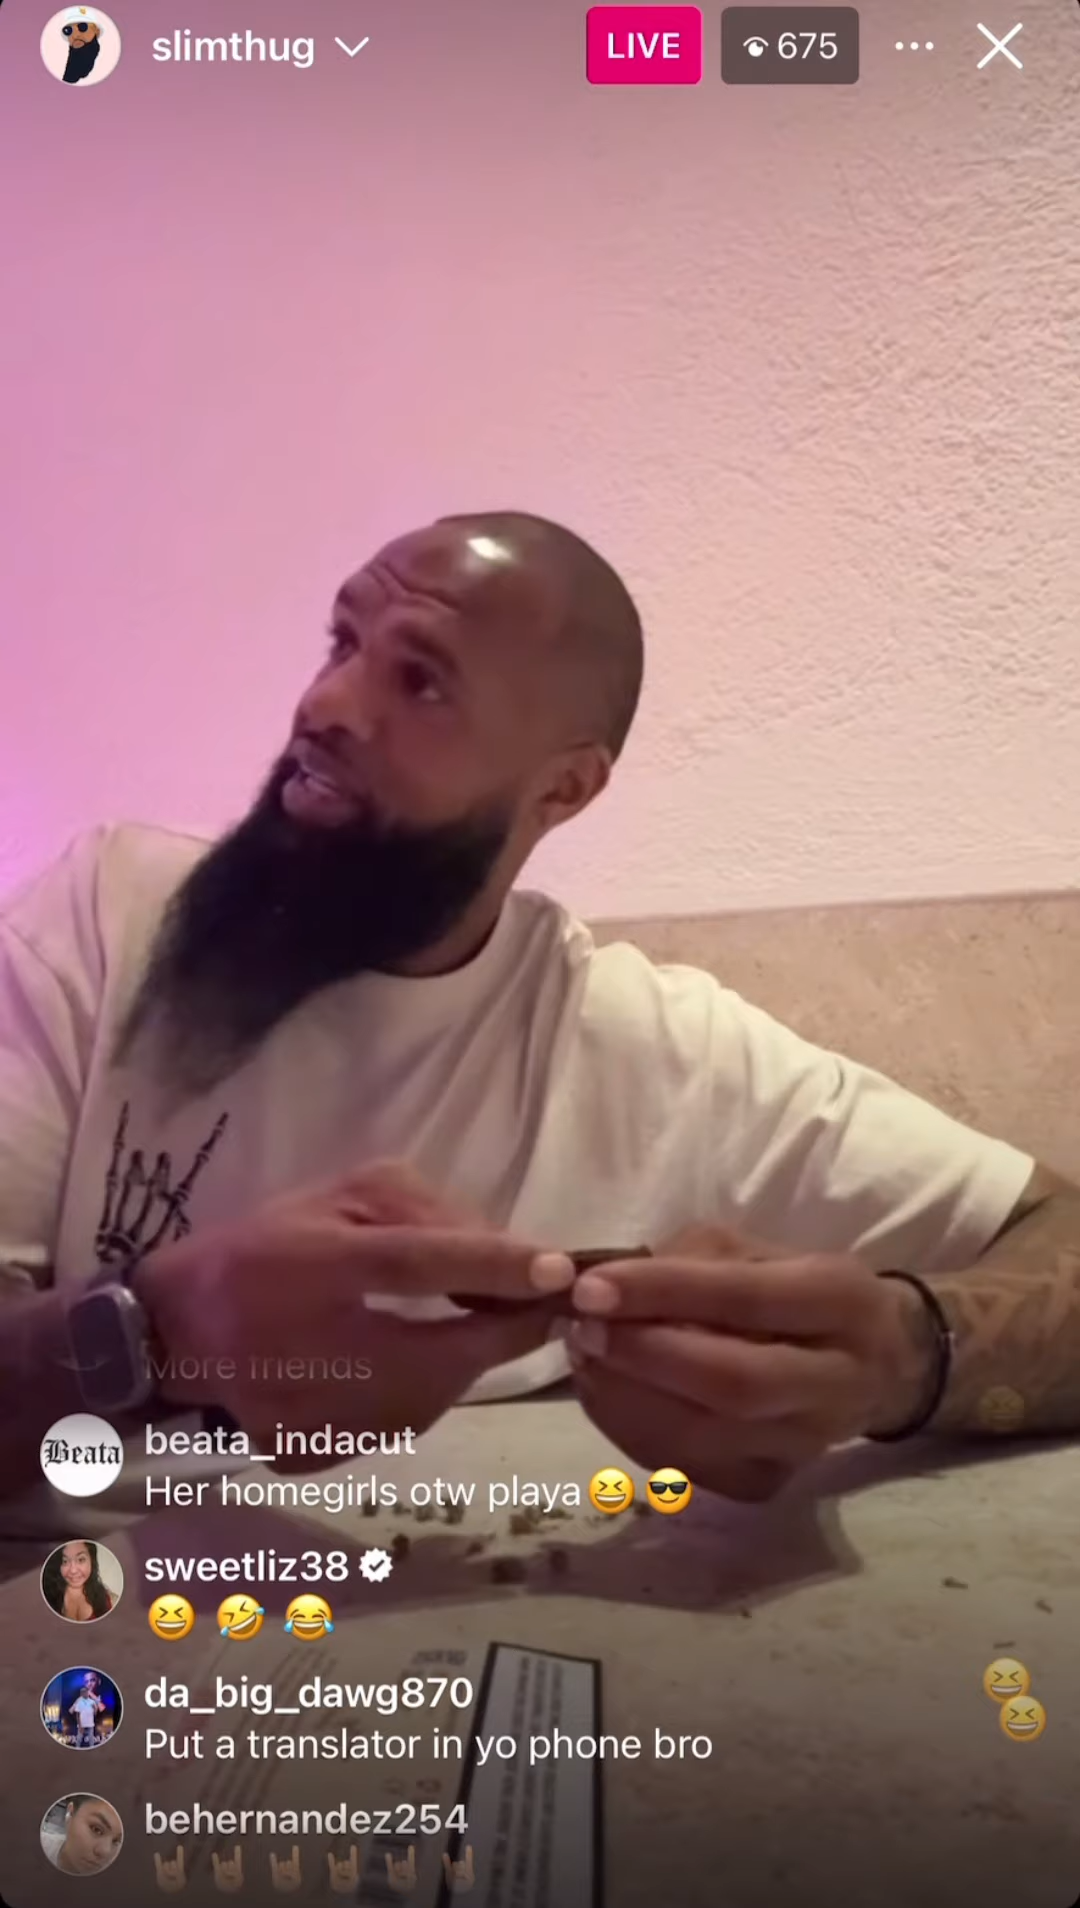 slimthug
LIVE
675
More friends
Beata
beata_indacut
Her homegirls otw playa😆😎
sweetliz38
😆 🤣 😂
da_big_dawg870
Put a translator in yo phone bro
behernandez254
🤘🏽🤘🏽🤘🏽🤘🏽🤘🏽🤘🏽